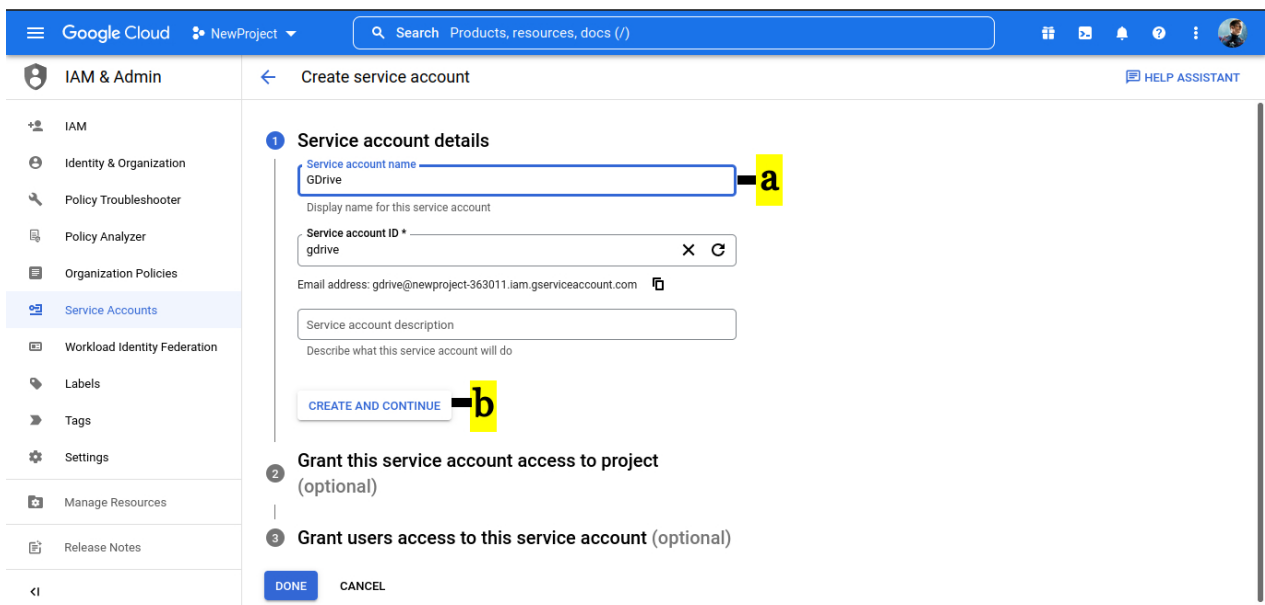 Google Cloud NewProject Search Products, resources, docs (/)
IAM & Admin
Create service account
HELP ASSISTANT
IAM
Identity & Organization
Policy Troubleshooter
Policy Analyzer
Organization Policies
Service Accounts
Workload Identity Federation
Labels
Tags
Settings
Manage Resources
Release Notes
1 Service account details
Service account name
GDrive
a
Display name for this service account
Service account ID *
gdrive
Email address: gdrive@newproject-363011.iam.gserviceaccount.com
Service account description
Describe what this service account will do
CREATE AND CONTINUE
b
2 Grant this service account access to project
(optional)
3 Grant users access to this service account (optional)
DONE CANCEL